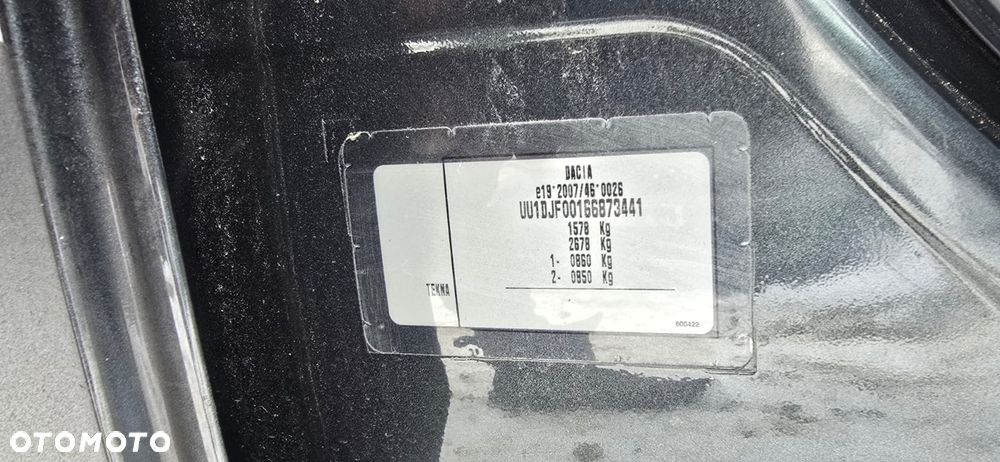 DACIA
e19*2007/46*0026
UU1DJF00166873441
1578 Kg
2678 Kg
1- 0860 Kg
2- 0850 Kg
TEKNA
600422
OTOMOTO